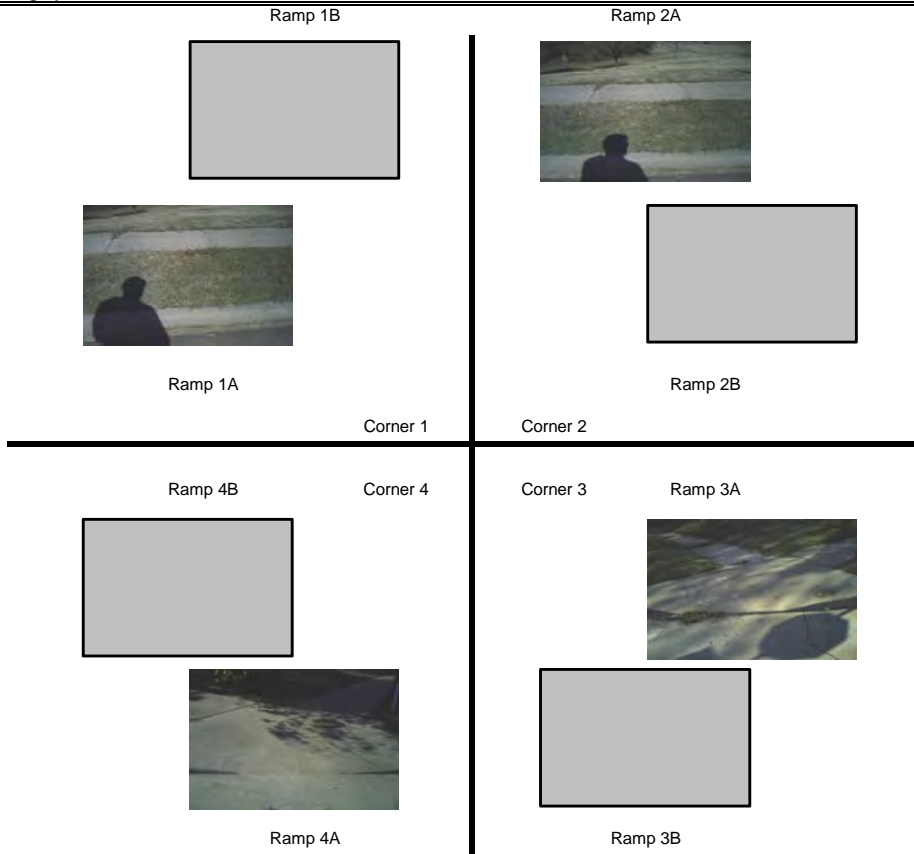 Ramp 1B Ramp 2A
Ramp 1A Ramp 2B
Corner 1 Corner 2
Ramp 4B Corner 4 Corner 3 Ramp 3A
Ramp 4A Ramp 3B